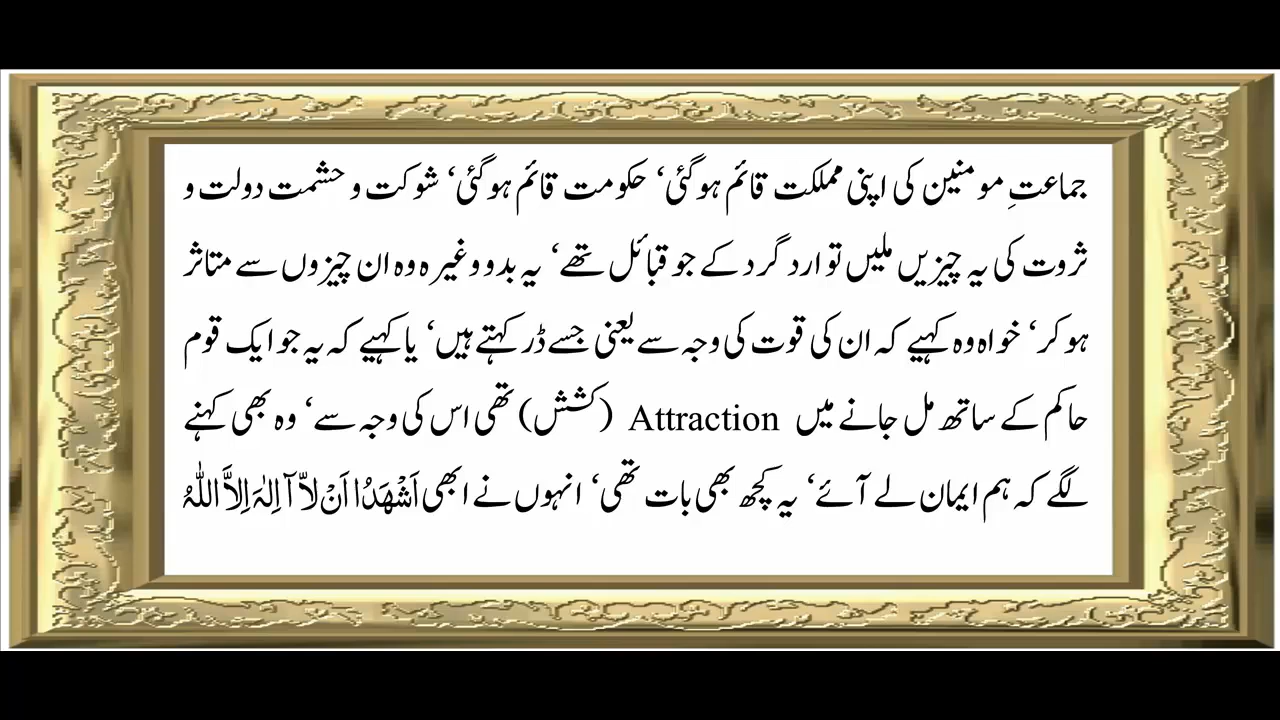 جماعتِ مومنین کی اپنی مملکت قائم ہوگئی‘ حکومت قائم ہوگئی‘ شوکت و حشمت دولت و
ثروت کی یہ چیزیں ملیں تو ارد گرد کے جو قبائل تھے‘ یہ بدو وغیرہ وہ ان چیزوں سے متاثر
ہو کر‘ خواہ وہ کہیے کہ ان کی قوت کی وجہ سے یعنی جسے ڈر کہتے ہیں‘ یا کہیے کہ یہ جو ایک قوم
حاکم کے ساتھ مل جانے میں Attraction (کشش) تھی اس کی وجہ سے‘ وہ بھی کہنے
لگے کہ ہم ایمان لے آئے‘ یہ کچھ بھی بات تھی‘ انہوں نے ابھی اَشْھَدُ اَنْ لَّآ اِلٰہَ اِلاَّ اللّٰہُ